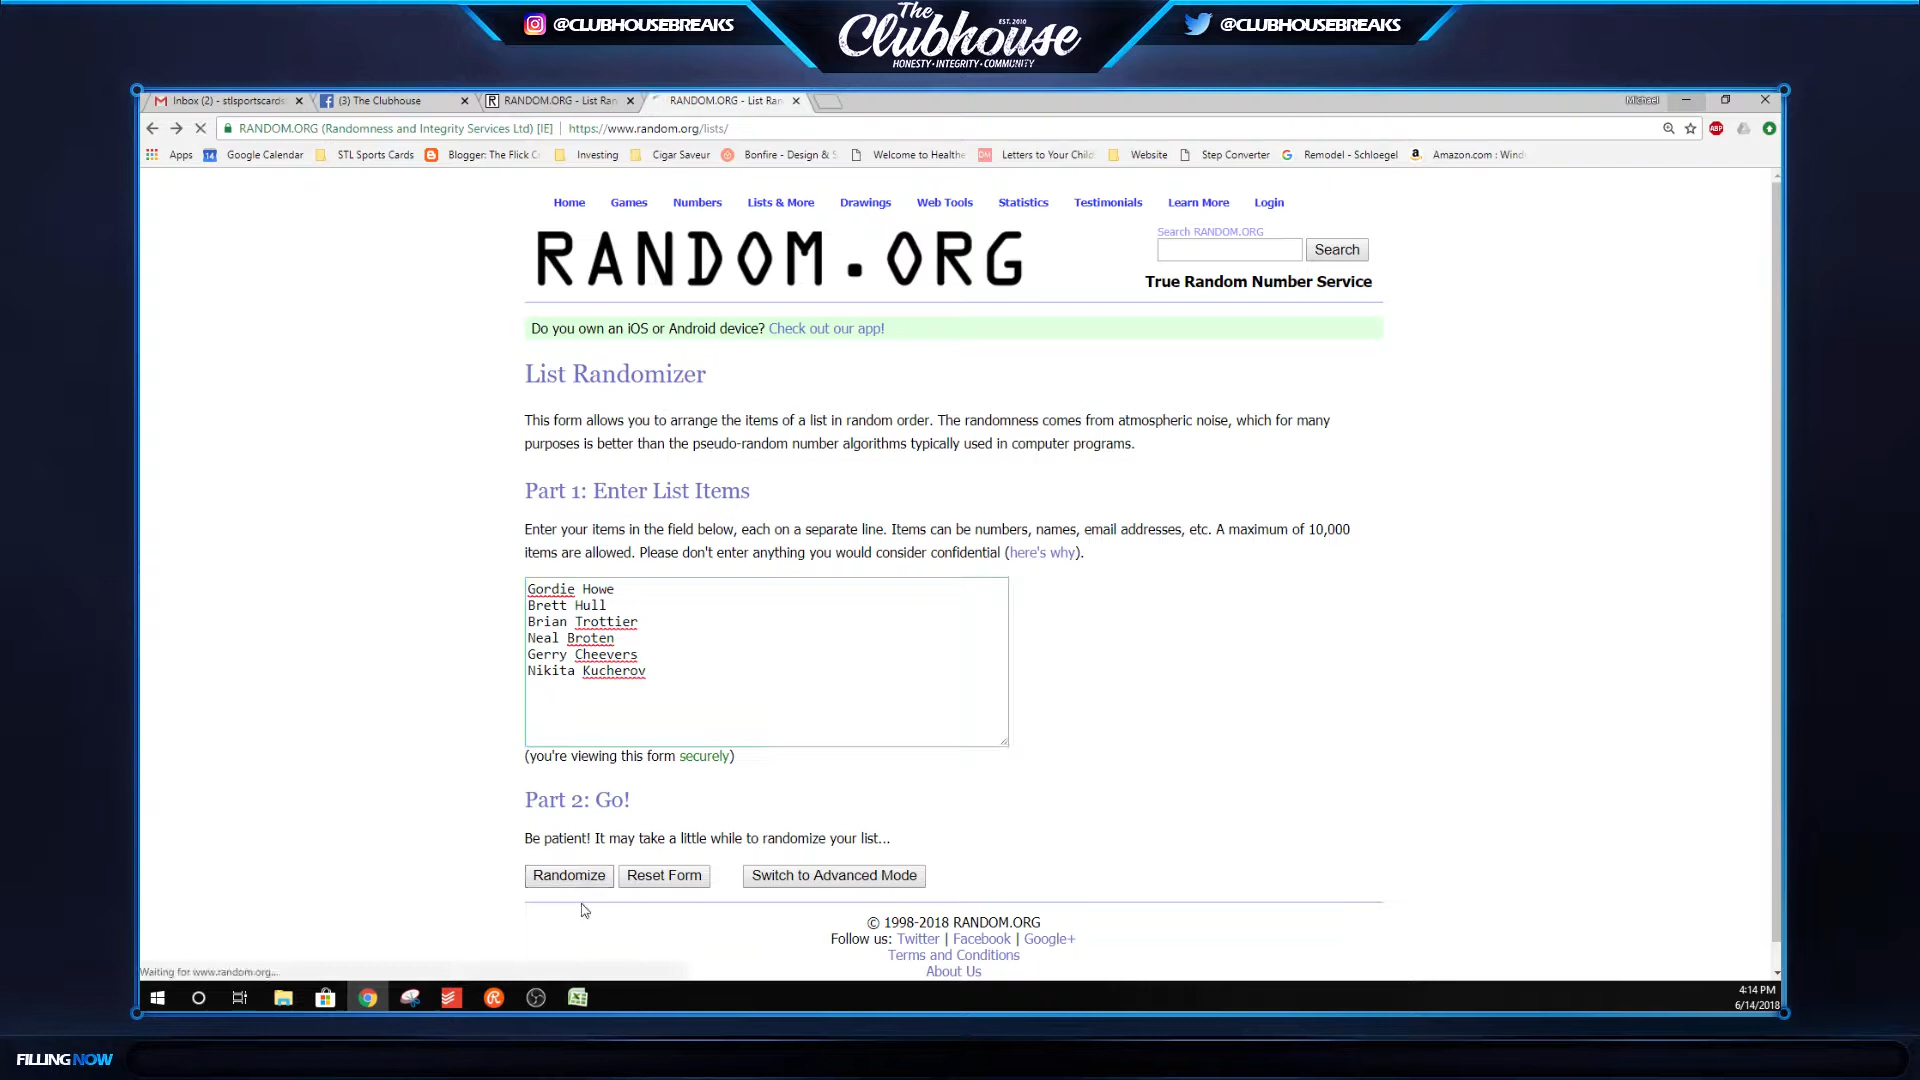 @CLUBHOUSEBREAKS
The Clubhouse
EST. 2010
HONESTY • INTEGRITY • COMMUNITY
@CLUBHOUSEBREAKS
Inbox (2) - stlsportscards
(3) The Clubhouse
RANDOM.ORG - List Ran
RANDOM.ORG - List Ran
Michael
RANDOM.ORG (Randomness and Integrity Services Ltd) [IE] | https://www.random.org/lists/
Apps
Google Calendar
STL Sports Cards
Blogger: The Flick C
Investing
Cigar Saveur
Bonfire - Design & S
Welcome to Healthe
Letters to Your Child
Website
Step Converter
Remodel - Schloegel
Amazon.com : Wind
Home Games Numbers Lists & More Drawings Web Tools Statistics Testimonials Learn More Login
RANDOM.ORG
Search RANDOM.ORG
Search
True Random Number Service
Do you own an iOS or Android device? Check out our app!
List Randomizer
This form allows you to arrange the items of a list in random order. The randomness comes from atmospheric noise, which for many
purposes is better than the pseudo-random number algorithms typically used in computer programs.
Part 1: Enter List Items
Enter your items in the field below, each on a separate line. Items can be numbers, names, email addresses, etc. A maximum of 10,000
items are allowed. Please don't enter anything you would consider confidential (here's why).
Gordie Howe
Brett Hull
Brian Trottier
Neal Broten
Gerry Cheevers
Nikita Kucherov
(you're viewing this form securely)
Part 2: Go!
Be patient! It may take a little while to randomize your list...
Randomize Reset Form Switch to Advanced Mode
© 1998-2018 RANDOM.ORG
Follow us: Twitter | Facebook | Google+
Terms and Conditions
About Us
Waiting for www.random.org...
4:14 PM
6/14/2018
FILLING NOW